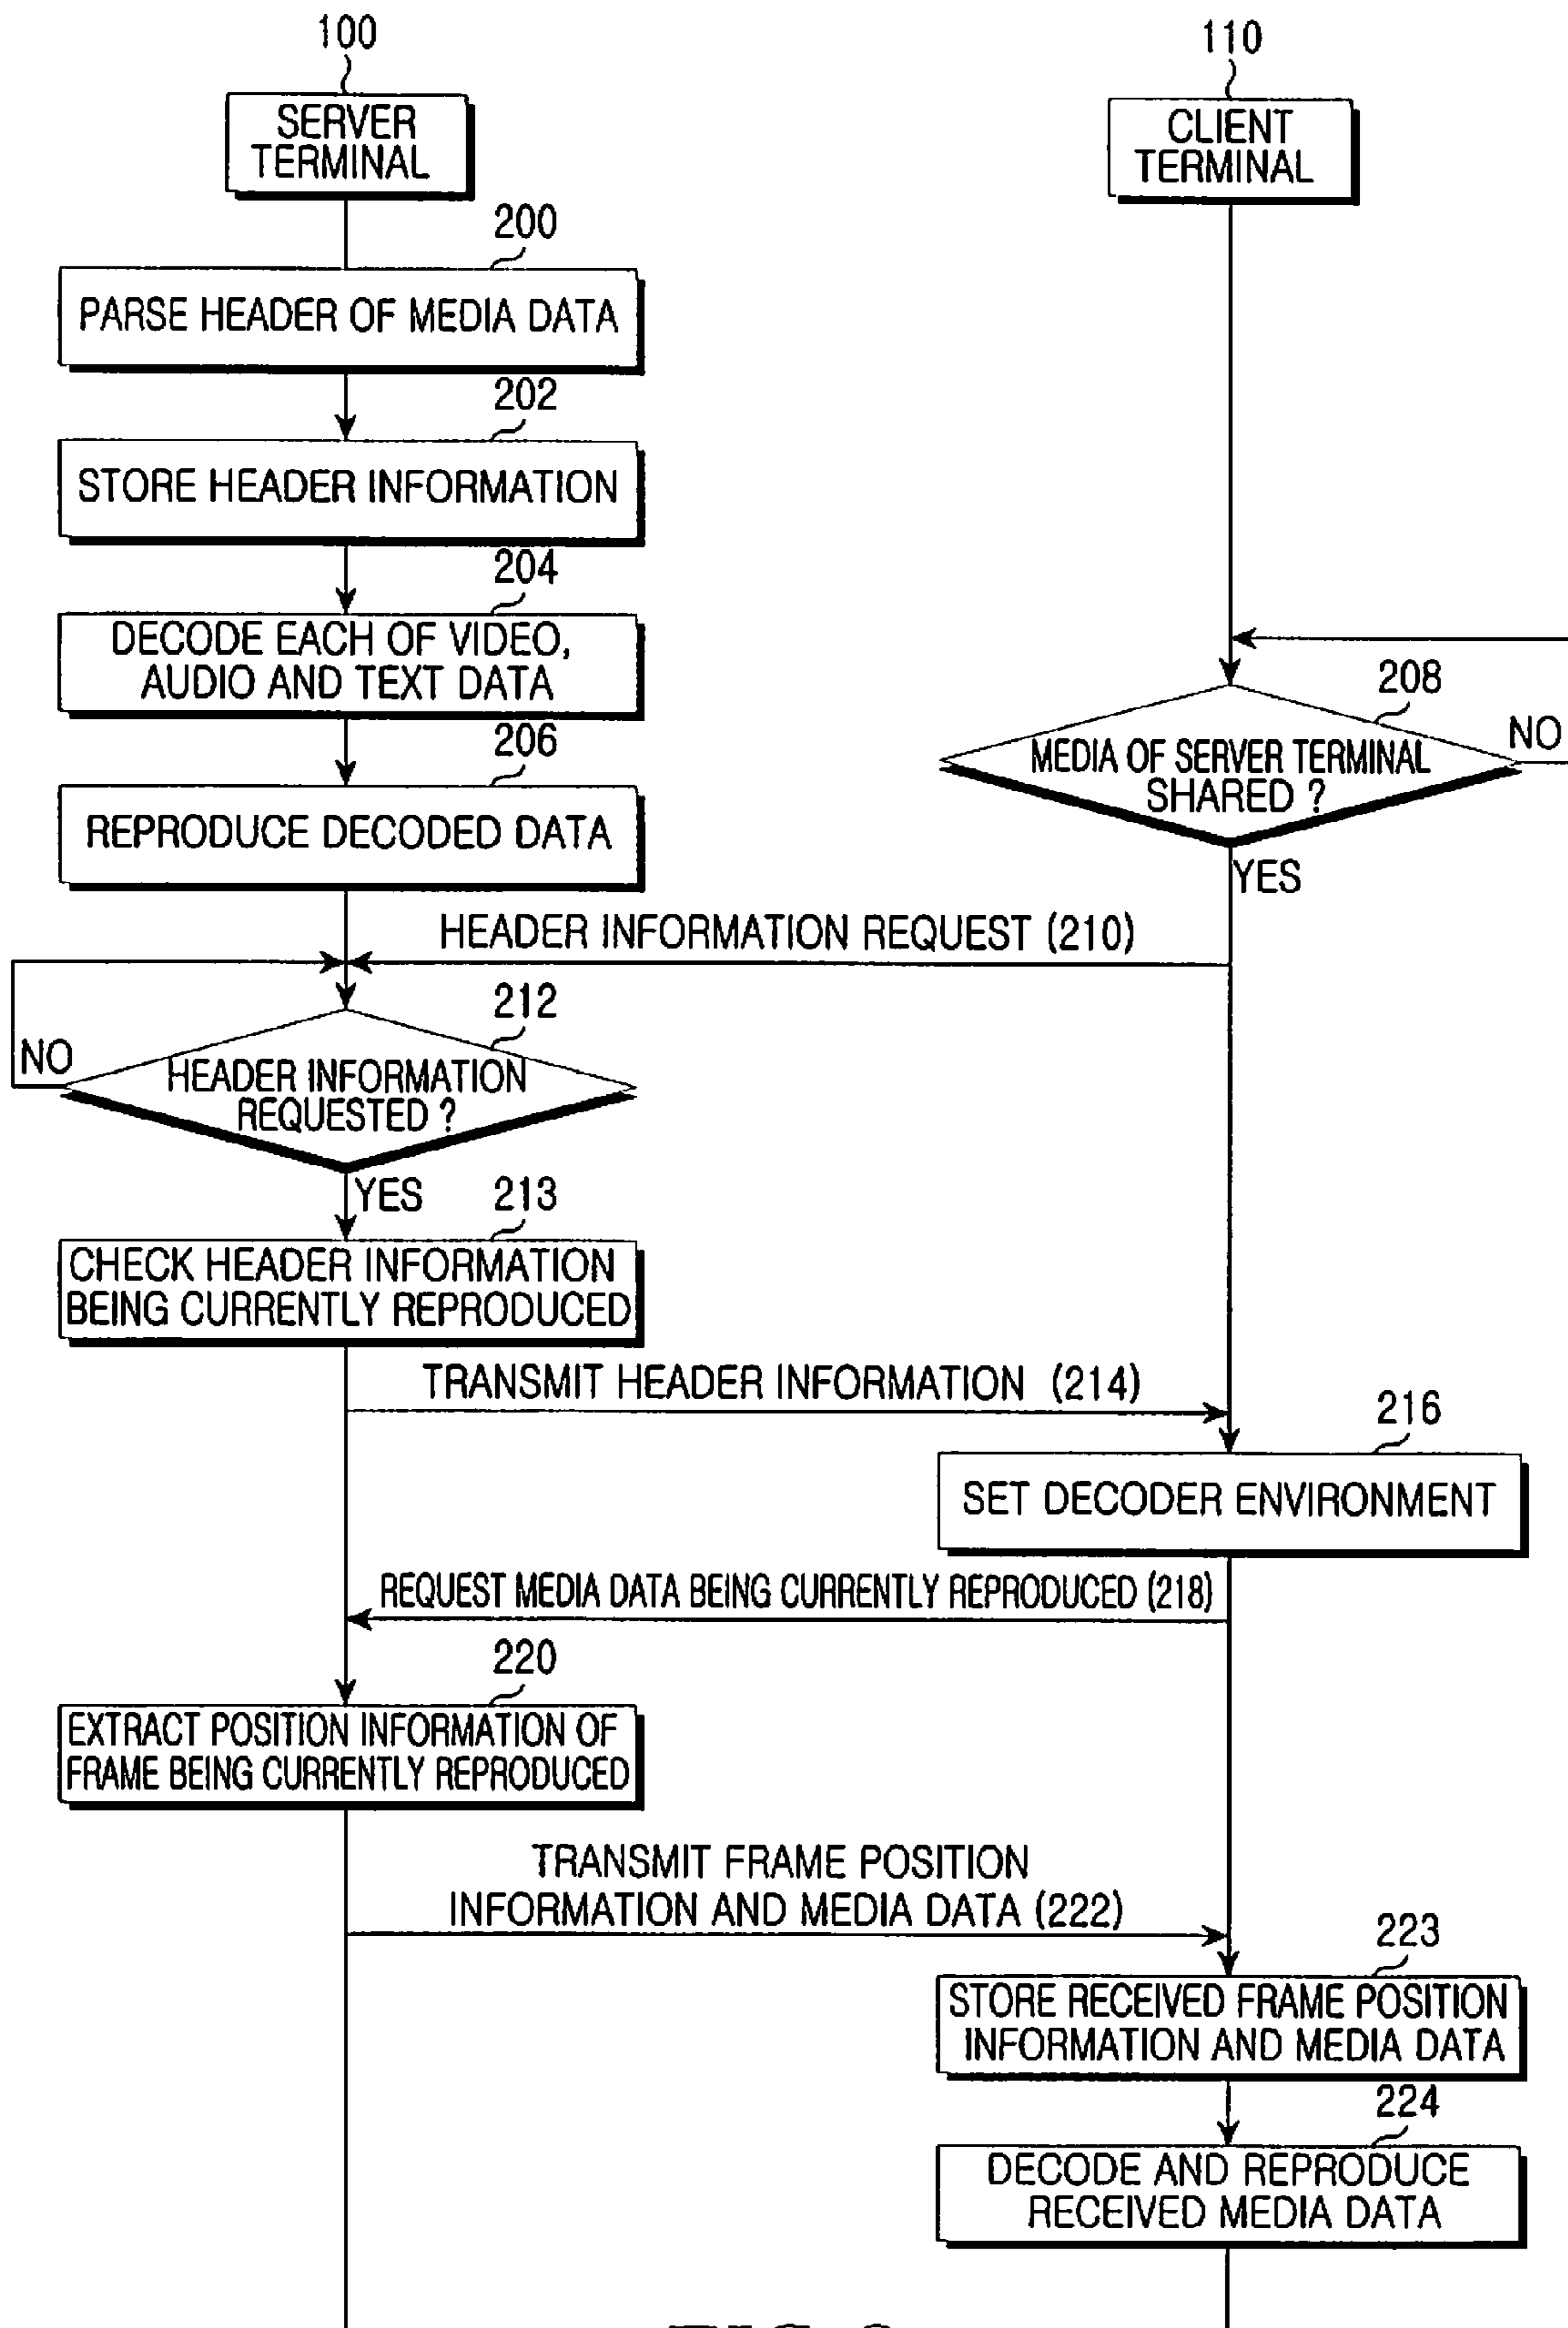 100
110
SERVER
TERMINAL
CLIENT
TERMINAL
200
PARSE HEADER OF MEDIA DATA
202
STORE HEADER INFORMATION
204
DECODE EACH OF VIDEO,
AUDIO AND TEXT DATA
208
NO
MEDIA OF SERVER TERMINAL
SHARED ?
YES
206
REPRODUCE DECODED DATA
HEADER INFORMATION REQUEST (210)
212
NO
HEADER INFORMATION
REQUESTED ?
YES
213
CHECK HEADER INFORMATION
BEING CURRENTLY REPRODUCED
TRANSMIT HEADER INFORMATION (214)
216
SET DECODER ENVIRONMENT
REQUEST MEDIA DATA BEING CURRENTLY REPRODUCED (218)
220
EXTRACT POSITION INFORMATION OF
FRAME BEING CURRENTLY REPRODUCED
TRANSMIT FRAME POSITION
INFORMATION AND MEDIA DATA (222)
223
STORE RECEIVED FRAME POSITION
INFORMATION AND MEDIA DATA
224
DECODE AND REPRODUCE
RECEIVED MEDIA DATA